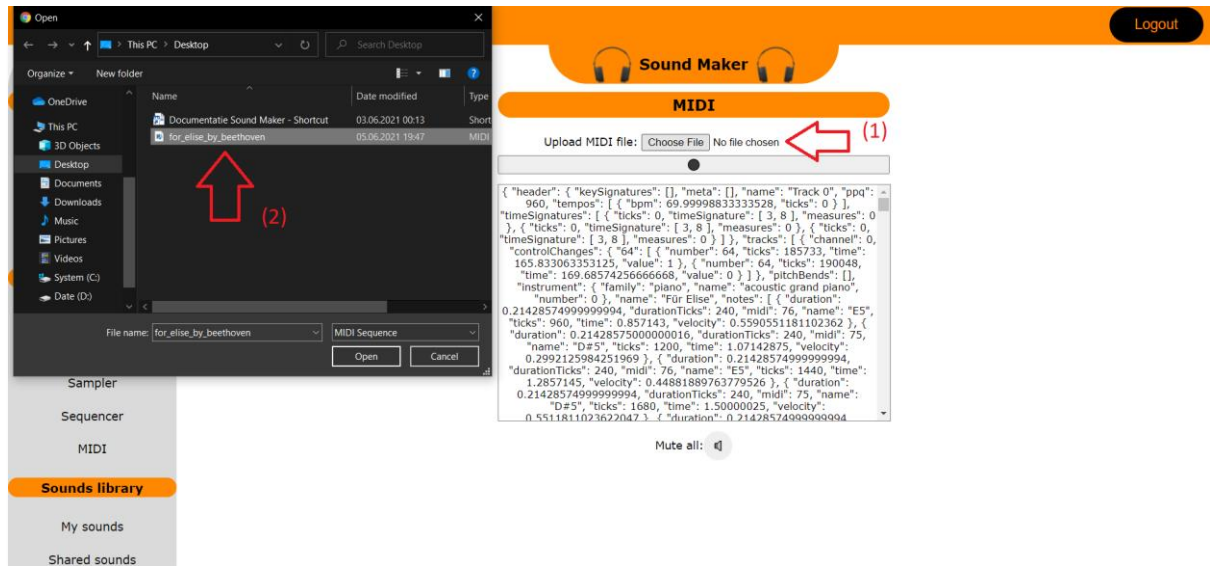 Open
This PC > Desktop
Search Desktop
Organize
New folder
Name
Date modified
Type
OneDrive
This PC
3D Objects
Desktop
Documents
Downloads
Music
Pictures
Videos
System (C:)
Date (D:)
Documentatie Sound Maker - Shortcut
03.06.2021 00:13
Short
for_elise_by_beethoven
05.06.2021 19:47
MIDI
(2)
File name:
for_elise_by_beethoven
MIDI Sequence
Open
Cancel
Logout
Sound Maker
MIDI
Upload MIDI file: Choose File No file chosen
(1)
{ "header": { "keySignatures": [], "meta": [], "name": "Track 0", "ppq":
960, "tempos": [ { "bpm": 69.99998833333528, "ticks": 0 } ],
"timeSignatures": [ { "ticks": 0, "timeSignature": [ 3, 8 ], "measures": 0
}, { "ticks": 0, "timeSignature": [ 3, 8 ], "measures": 0 }, { "ticks": 0,
"timeSignature": [ 3, 8 ], "measures": 0 } ] }, "tracks": [ { "channel": 0,
"controlChanges": { "64": [ { "number": 64, "ticks": 185733, "time":
165.833063353125, "value": 1 }, { "number": 64, "ticks": 190048,
"time": 169.68574256666668, "value": 0 } ] }, "pitchBends": [],
"instrument": { "family": "piano", "name": "acoustic grand piano",
"number": 0 }, "name": "Für Elise", "notes": [ { "duration":
0.21428574999999994, "durationTicks": 240, "midi": 76, "name": "E5",
"ticks": 960, "time": 0.857143, "velocity": 0.5590551181102362 }, {
"duration": 0.21428575000000016, "durationTicks": 240, "midi": 75,
"name": "D#5", "ticks": 1200, "time": 1.07142875, "velocity":
0.2992125984251969 }, { "duration": 0.21428574999999994,
"durationTicks": 240, "midi": 76, "name": "E5", "ticks": 1440, "time":
1.2857145, "velocity": 0.44881889763779526 }, { "duration":
0.21428574999999994, "durationTicks": 240, "midi": 75, "name":
"D#5", "ticks": 1680, "time": 1.50000025, "velocity":
0.5511811023622047 }, { "duration": 0.21428574999999994
Mute all:
Sampler
Sequencer
MIDI
Sounds library
My sounds
Shared sounds